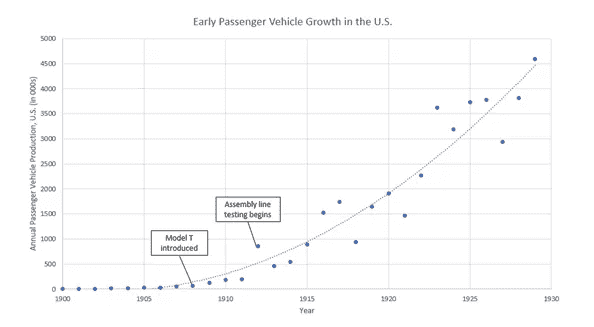 Early Passenger Vehicle Growth in the U.S.
Annual Passenger Vehicle Production, U.S. (in 000s)
5000
4500
4000
3500
3000
2500
2000
1500
1000
500
0
Assembly line
testing begins
Model T
introduced
1900 1905 1910 1915 1920 1925 1930
Year